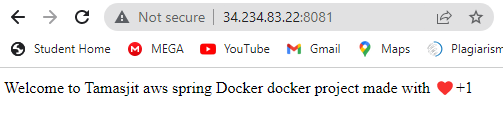 Not secure | 34.234.83.22:8081
Student Home MEGA YouTube Gmail Maps Plagiarism
Welcome to Tamasjit aws spring Docker docker project made with ❤️+1